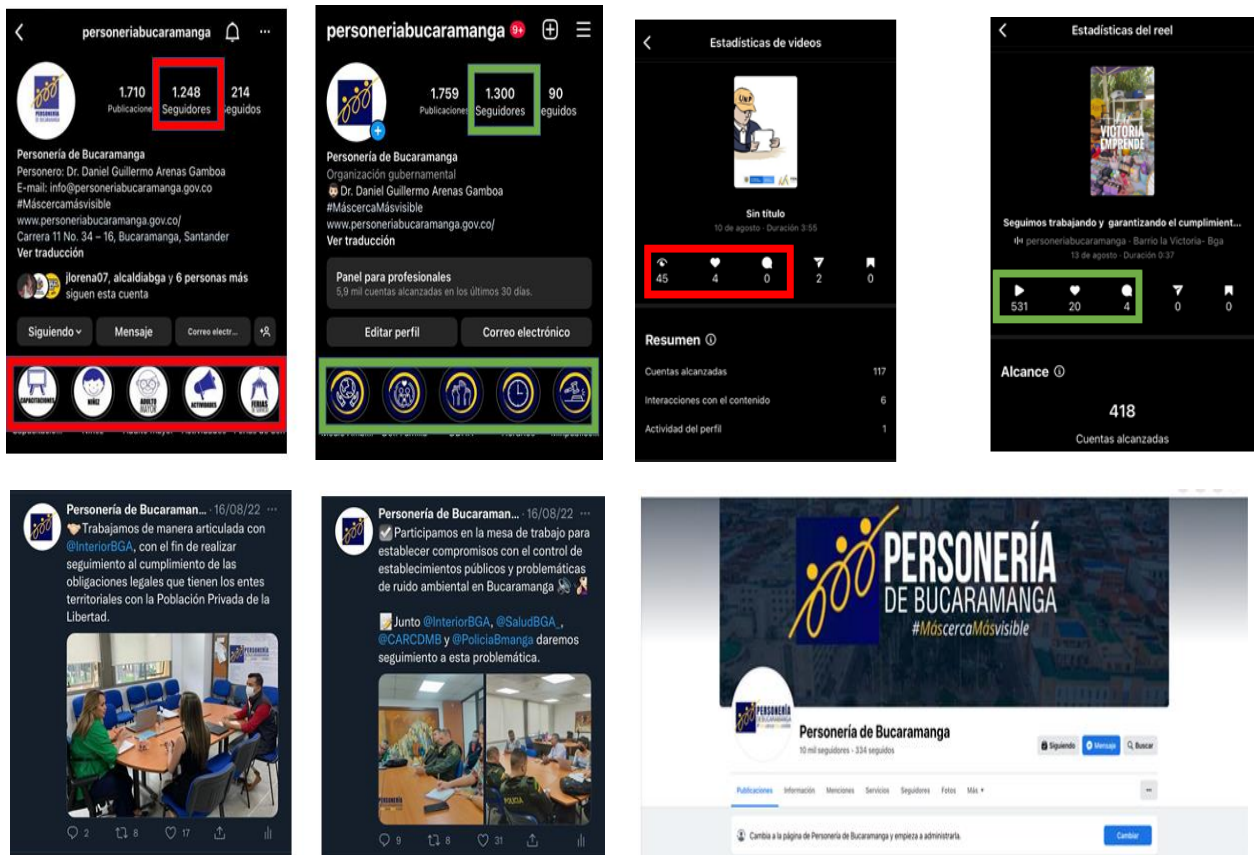 personeriabucaramanga
1.710 1.248 214
Publicacione Seguidores eguidos
Personería de Bucaramanga
Personero: Dr. Daniel Guillermo Arenas Gamboa
E-mail: info@personeriabucaramanga.gov.co
#Máscercamásvisible
www.personeriabucaramanga.gov.co/
Carrera 11 No. 34 – 16, Bucaramanga, Santander
Ver traducción
jlorena07, alcaldiabga y 6 personas más
siguen esta cuenta
Siguiendo Mensaje Correo electr...
CAPACITACIONES NIÑEZ ADULTO MAYOR ACTIVIDADES FERIAS
personeriabucaramanga 9+
1.759 1.300 90
Publicacione Seguidores eguidos
Personería de Bucaramanga
Organización gubernamental
Dr. Daniel Guillermo Arenas Gamboa
#MáscercaMásvisible
www.personeriabucaramanga.gov.co/
Ver traducción
Panel para profesionales
5,9 mil cuentas alcanzadas en los últimos 30 días.
Editar perfil Correo electrónico
Estadísticas de videos
UNP
Sin título
10 de agosto · Duración 3:55
45 4 0 2 0
Resumen
Cuentas alcanzadas 117
Interacciones con el contenido 6
Actividad del perfil 1
Estadísticas del reel
VICTORIA
EMPRENDE
Seguimos trabajando y garantizando el cumplimient...
personeriabucaramanga · Barrio la Victoria- Bga
13 de agosto · Duración 0:37
531 20 4 0 0
Alcance
418
Cuentas alcanzadas
Personería de Bucaraman... · 16/08/22 ...
Trabajamos de manera articulada con
@InteriorBGA, con el fin de realizar
seguimiento al cumplimiento de las
obligaciones legales que tienen los entes
territoriales con la Población Privada de la
Libertad.
PERSONERÍA
2 8 17
Personería de Bucaraman... · 16/08/22 ...
Participamos en la mesa de trabajo para
establecer compromisos con el control de
establecimientos públicos y problemáticas
de ruido ambiental en Bucaramanga
Junto @InteriorBGA, @SaludBGA_,
@CARCDMB y @PoliciaBmanga daremos
seguimiento a esta problemática.
POLICIA
PERSONERÍA
9 8 31
PERSONERÍA
DE BUCARAMANGA
#MáscercaMásvisible
PERSONERÍA
Personería de Bucaramanga
10 mil seguidores · 334 seguidos
Siguiendo Mensaje Buscar
Publicaciones Información Menciones Servicios Seguidores Fotos Más
Cambia a la página de Personería de Bucaramanga y empieza a administrarla.
Cambiar